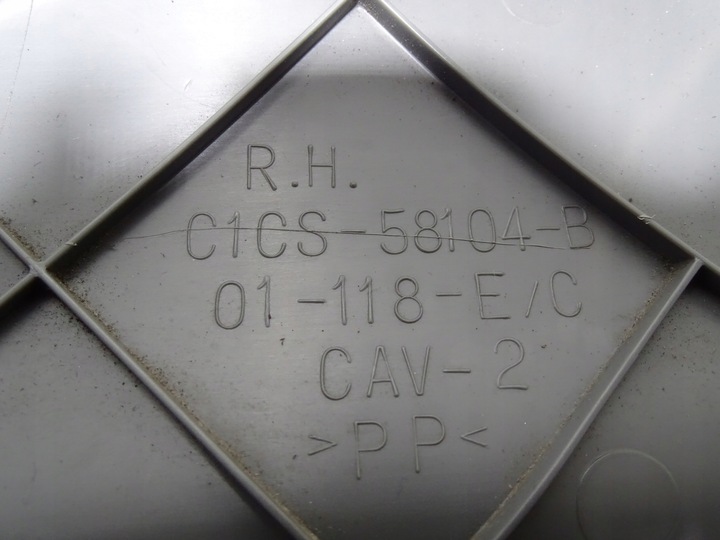 R.H.
C1CS-58104-B
01-118-E/C
CAV-2
>PP<